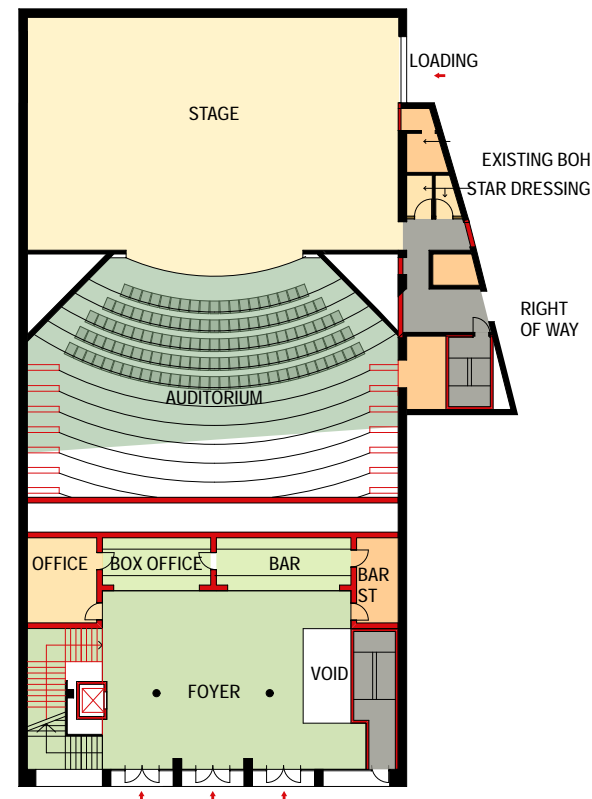 LOADING
STAGE
EXISTING BOH
STAR DRESSING
RIGHT
OF WAY
AUDITORIUM
OFFICE
BOX OFFICE
BAR
BAR
ST
VOID
FOYER